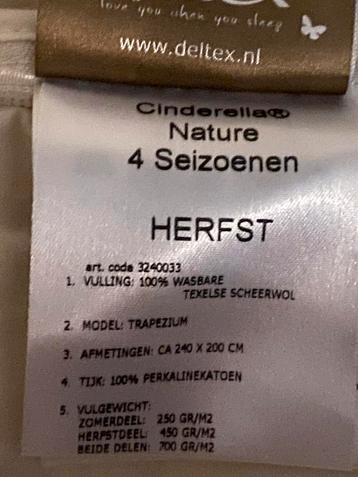 love you when you sleep
www.deltex.nl
Cinderella®
Nature
4 Seizoenen
HERFST
art. code 3240033
1. VULLING: 100% WASBARE
TEXELSE SCHEERWOL
2. MODEL: TRAPEZIUM
3. AFMETINGEN: CA 240 X 200 CM
4. TIJK: 100% PERKALINEKATOEN
5. VULGEWICHT:
ZOMERDEEL: 250 GR/M2
HERFSTDEEL: 450 GR/M2
BEIDE DELEN: 700 GR/M2